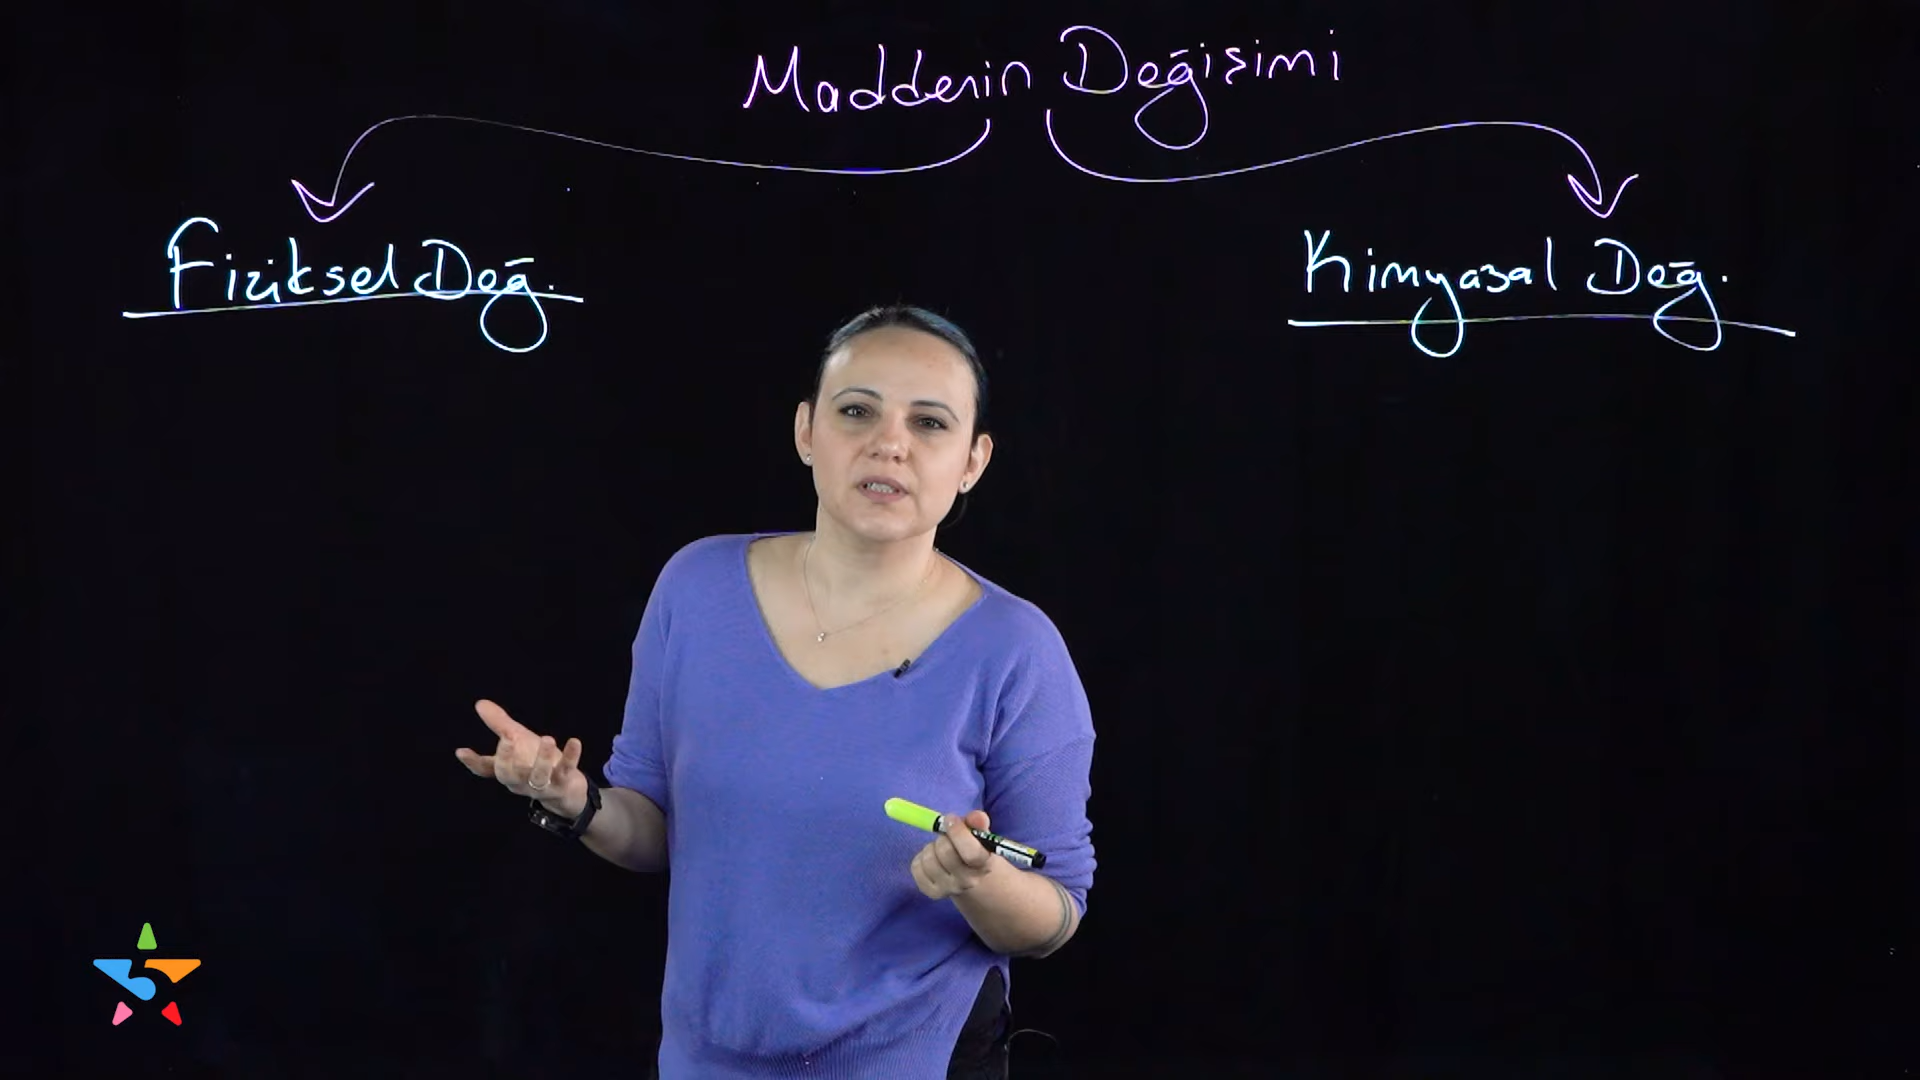 Maddenin Değişimi
Fiziksel Değ.
Kimyasal Değ.